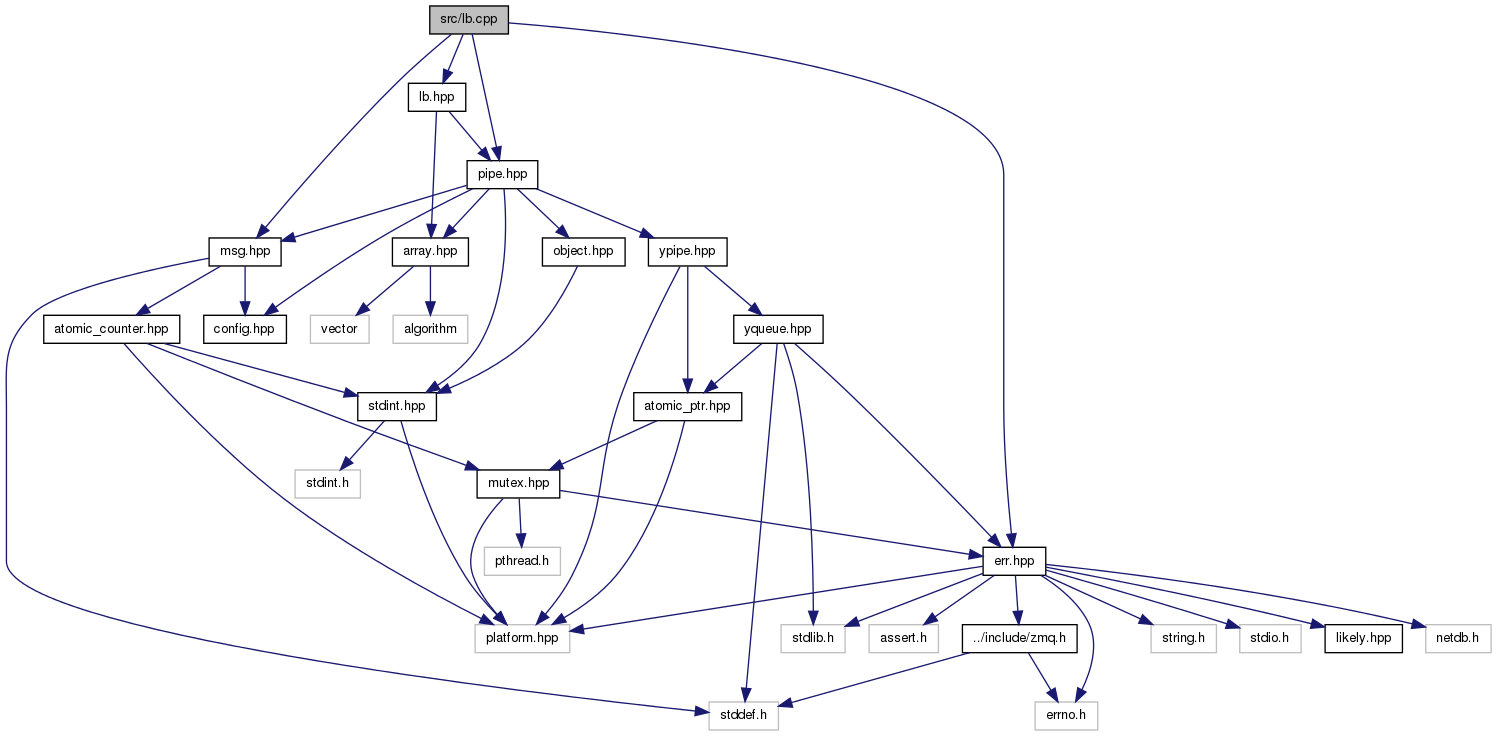 src/lb.cpp
lb.hpp
pipe.hpp
msg.hpp
array.hpp
object.hpp
ypipe.hpp
atomic_counter.hpp
config.hpp
vector
algorithm
yqueue.hpp
stdint.hpp
atomic_ptr.hpp
stdint.h
mutex.hpp
pthread.h
err.hpp
platform.hpp
stdlib.h
assert.h
../include/zmq.h
string.h
stdio.h
likely.hpp
netdb.h
stddef.h
errno.h